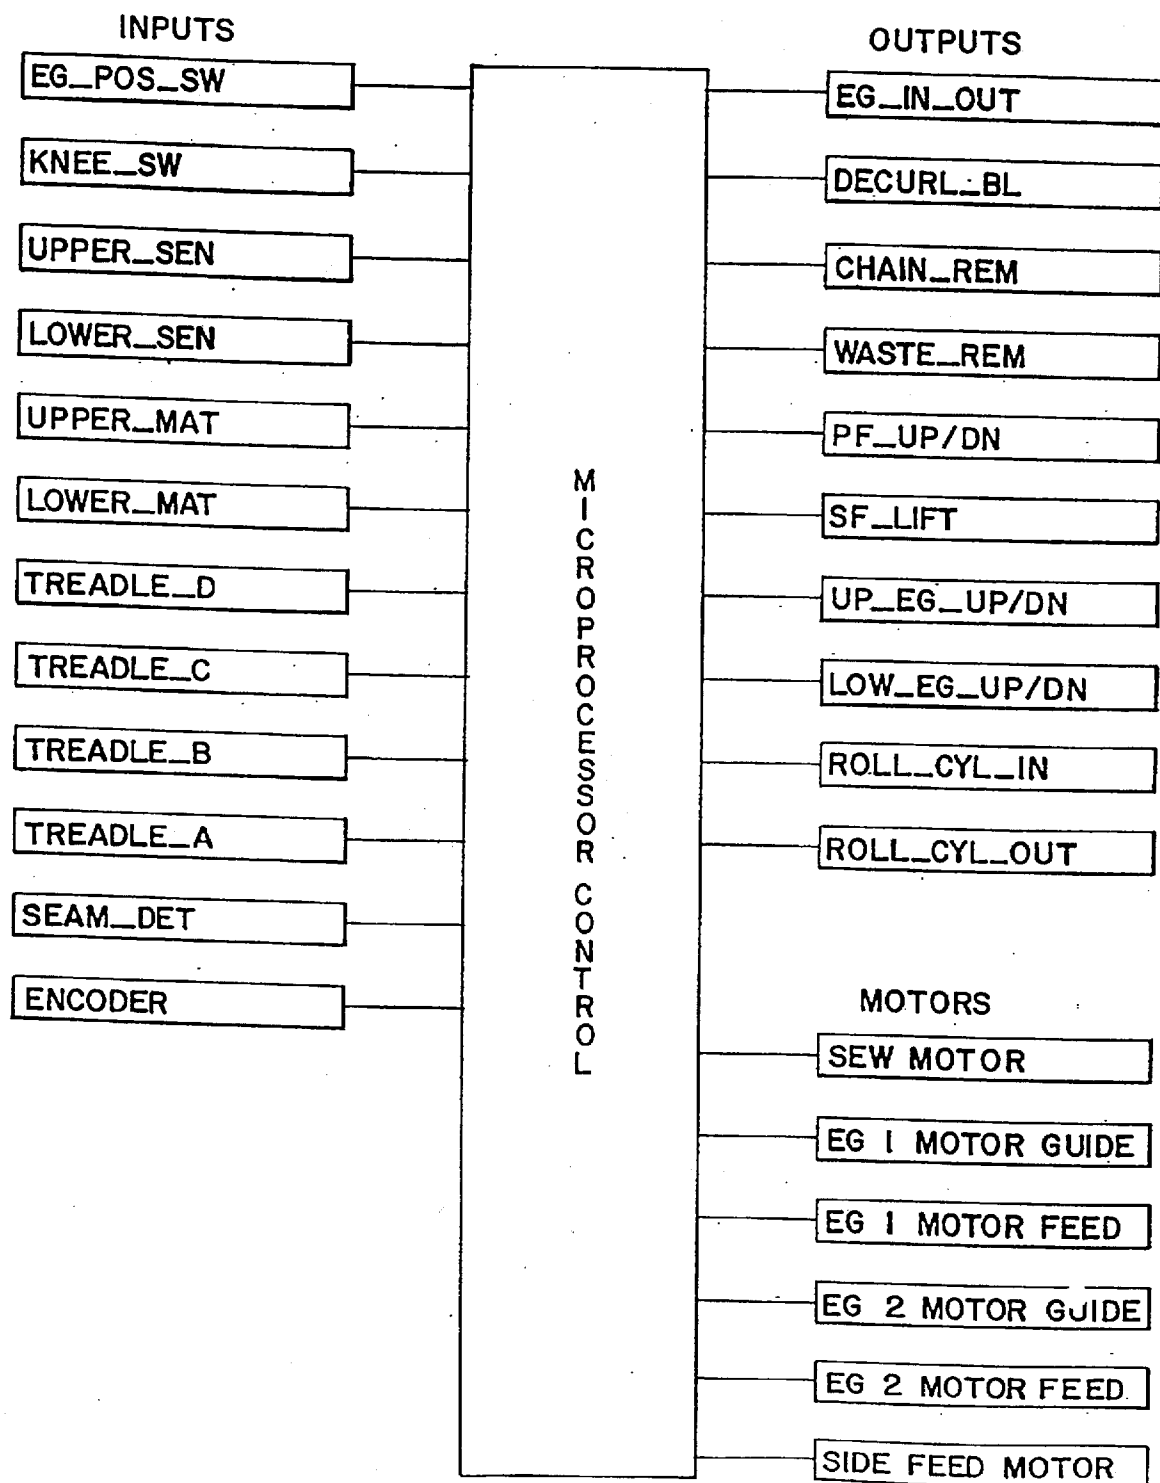 INPUTS
EG_POS_SW
KNEE_SW
UPPER_SEN
LOWER_SEN
UPPER_MAT
LOWER_MAT
TREADLE_D
TREADLE_C
TREADLE_B
TREADLE_A
SEAM_DET
ENCODER
MICROPROCESSOR CONTROL
OUTPUTS
EG_IN_OUT
DECURL_BL
CHAIN_REM
WASTE_REM
PF_UP/DN
SF_LIFT
UP_EG_UP/DN
LOW_EG_UP/DN
ROLL_CYL_IN
ROLL_CYL_OUT
MOTORS
SEW MOTOR
EG 1 MOTOR GUIDE
EG 1 MOTOR FEED
EG 2 MOTOR GUIDE
EG 2 MOTOR FEED
SIDE FEED MOTOR